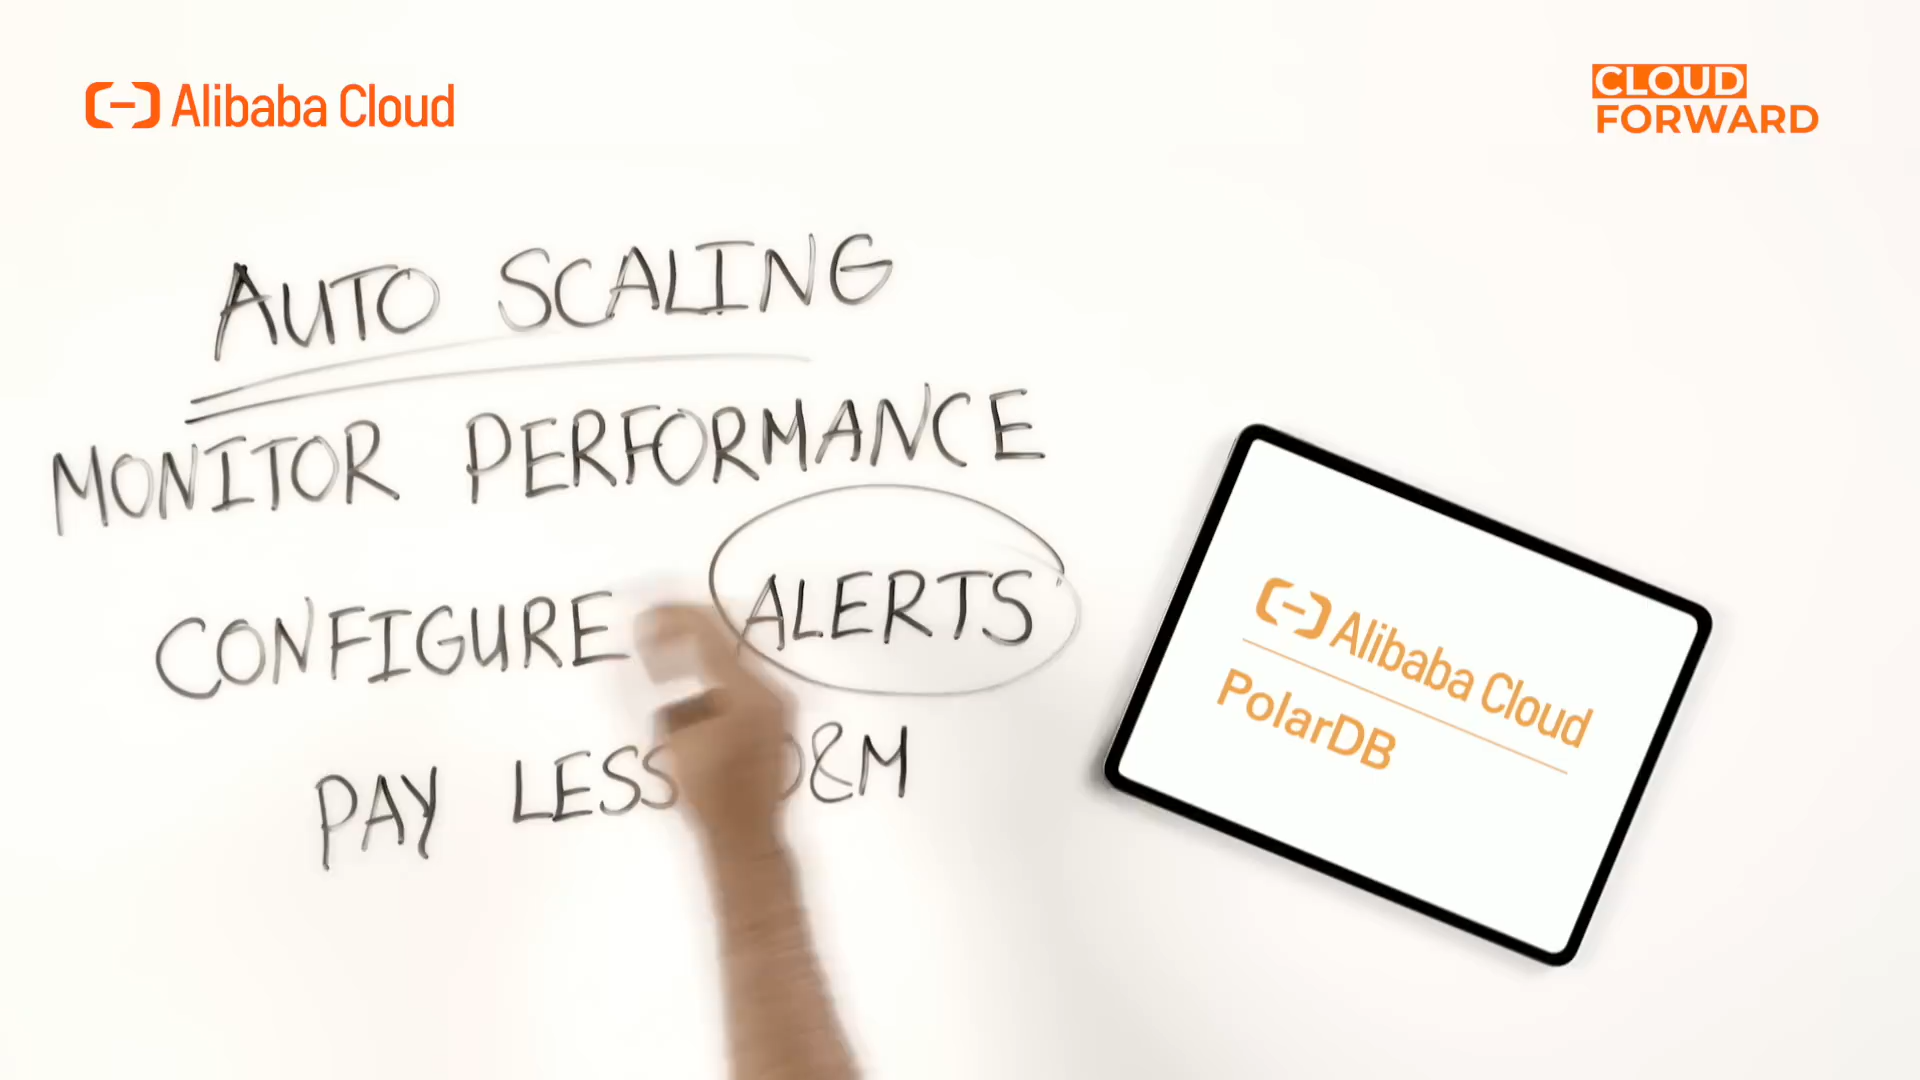 Alibaba Cloud
CLOUD
FORWARD
AUTO SCALING
MONITOR PERFORMANCE
CONFIGURE ALERTS
PAY LESS O&M
Alibaba Cloud
PolarDB